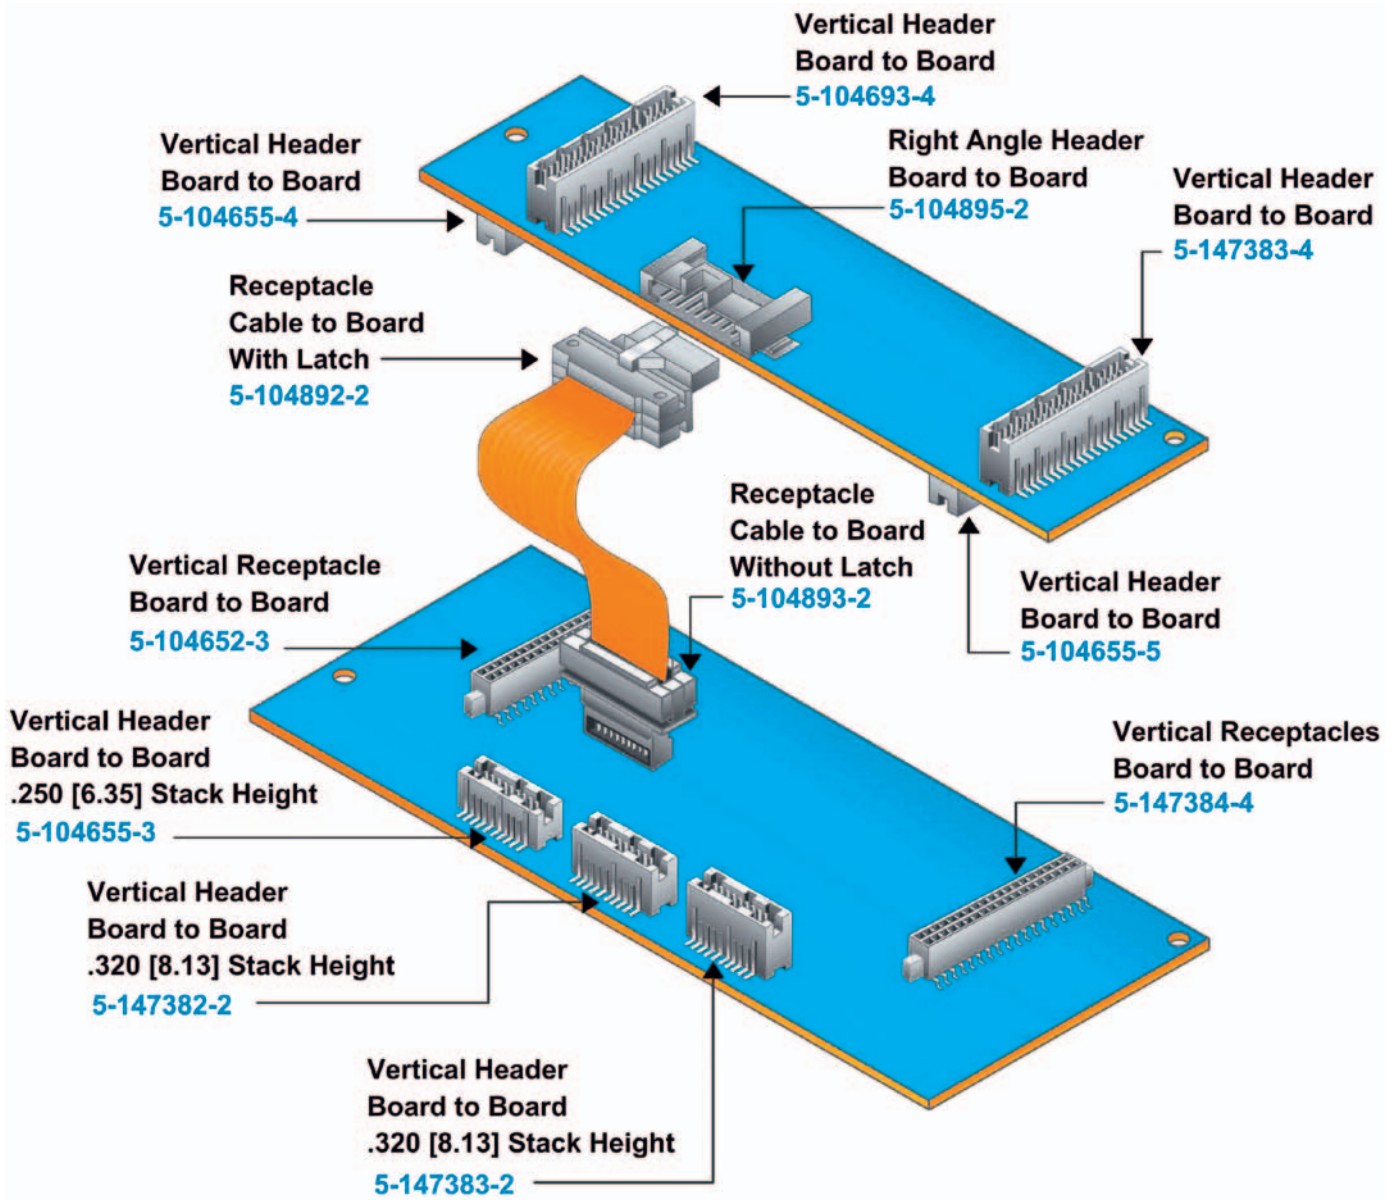 Vertical Header
Board to Board
5-104693-4
Right Angle Header
Board to Board
5-104895-2
Vertical Header
Board to Board
5-104655-4
Vertical Header
Board to Board
5-147383-4
Receptacle
Cable to Board
With Latch
5-104892-2
Receptacle
Cable to Board
Without Latch
5-104893-2
Vertical Receptacle
Board to Board
5-104652-3
Vertical Header
Board to Board
5-104655-5
Vertical Header
Board to Board
.250 [6.35] Stack Height
5-104655-3
Vertical Receptacles
Board to Board
5-147384-4
Vertical Header
Board to Board
.320 [8.13] Stack Height
5-147382-2
Vertical Header
Board to Board
.320 [8.13] Stack Height
5-147383-2